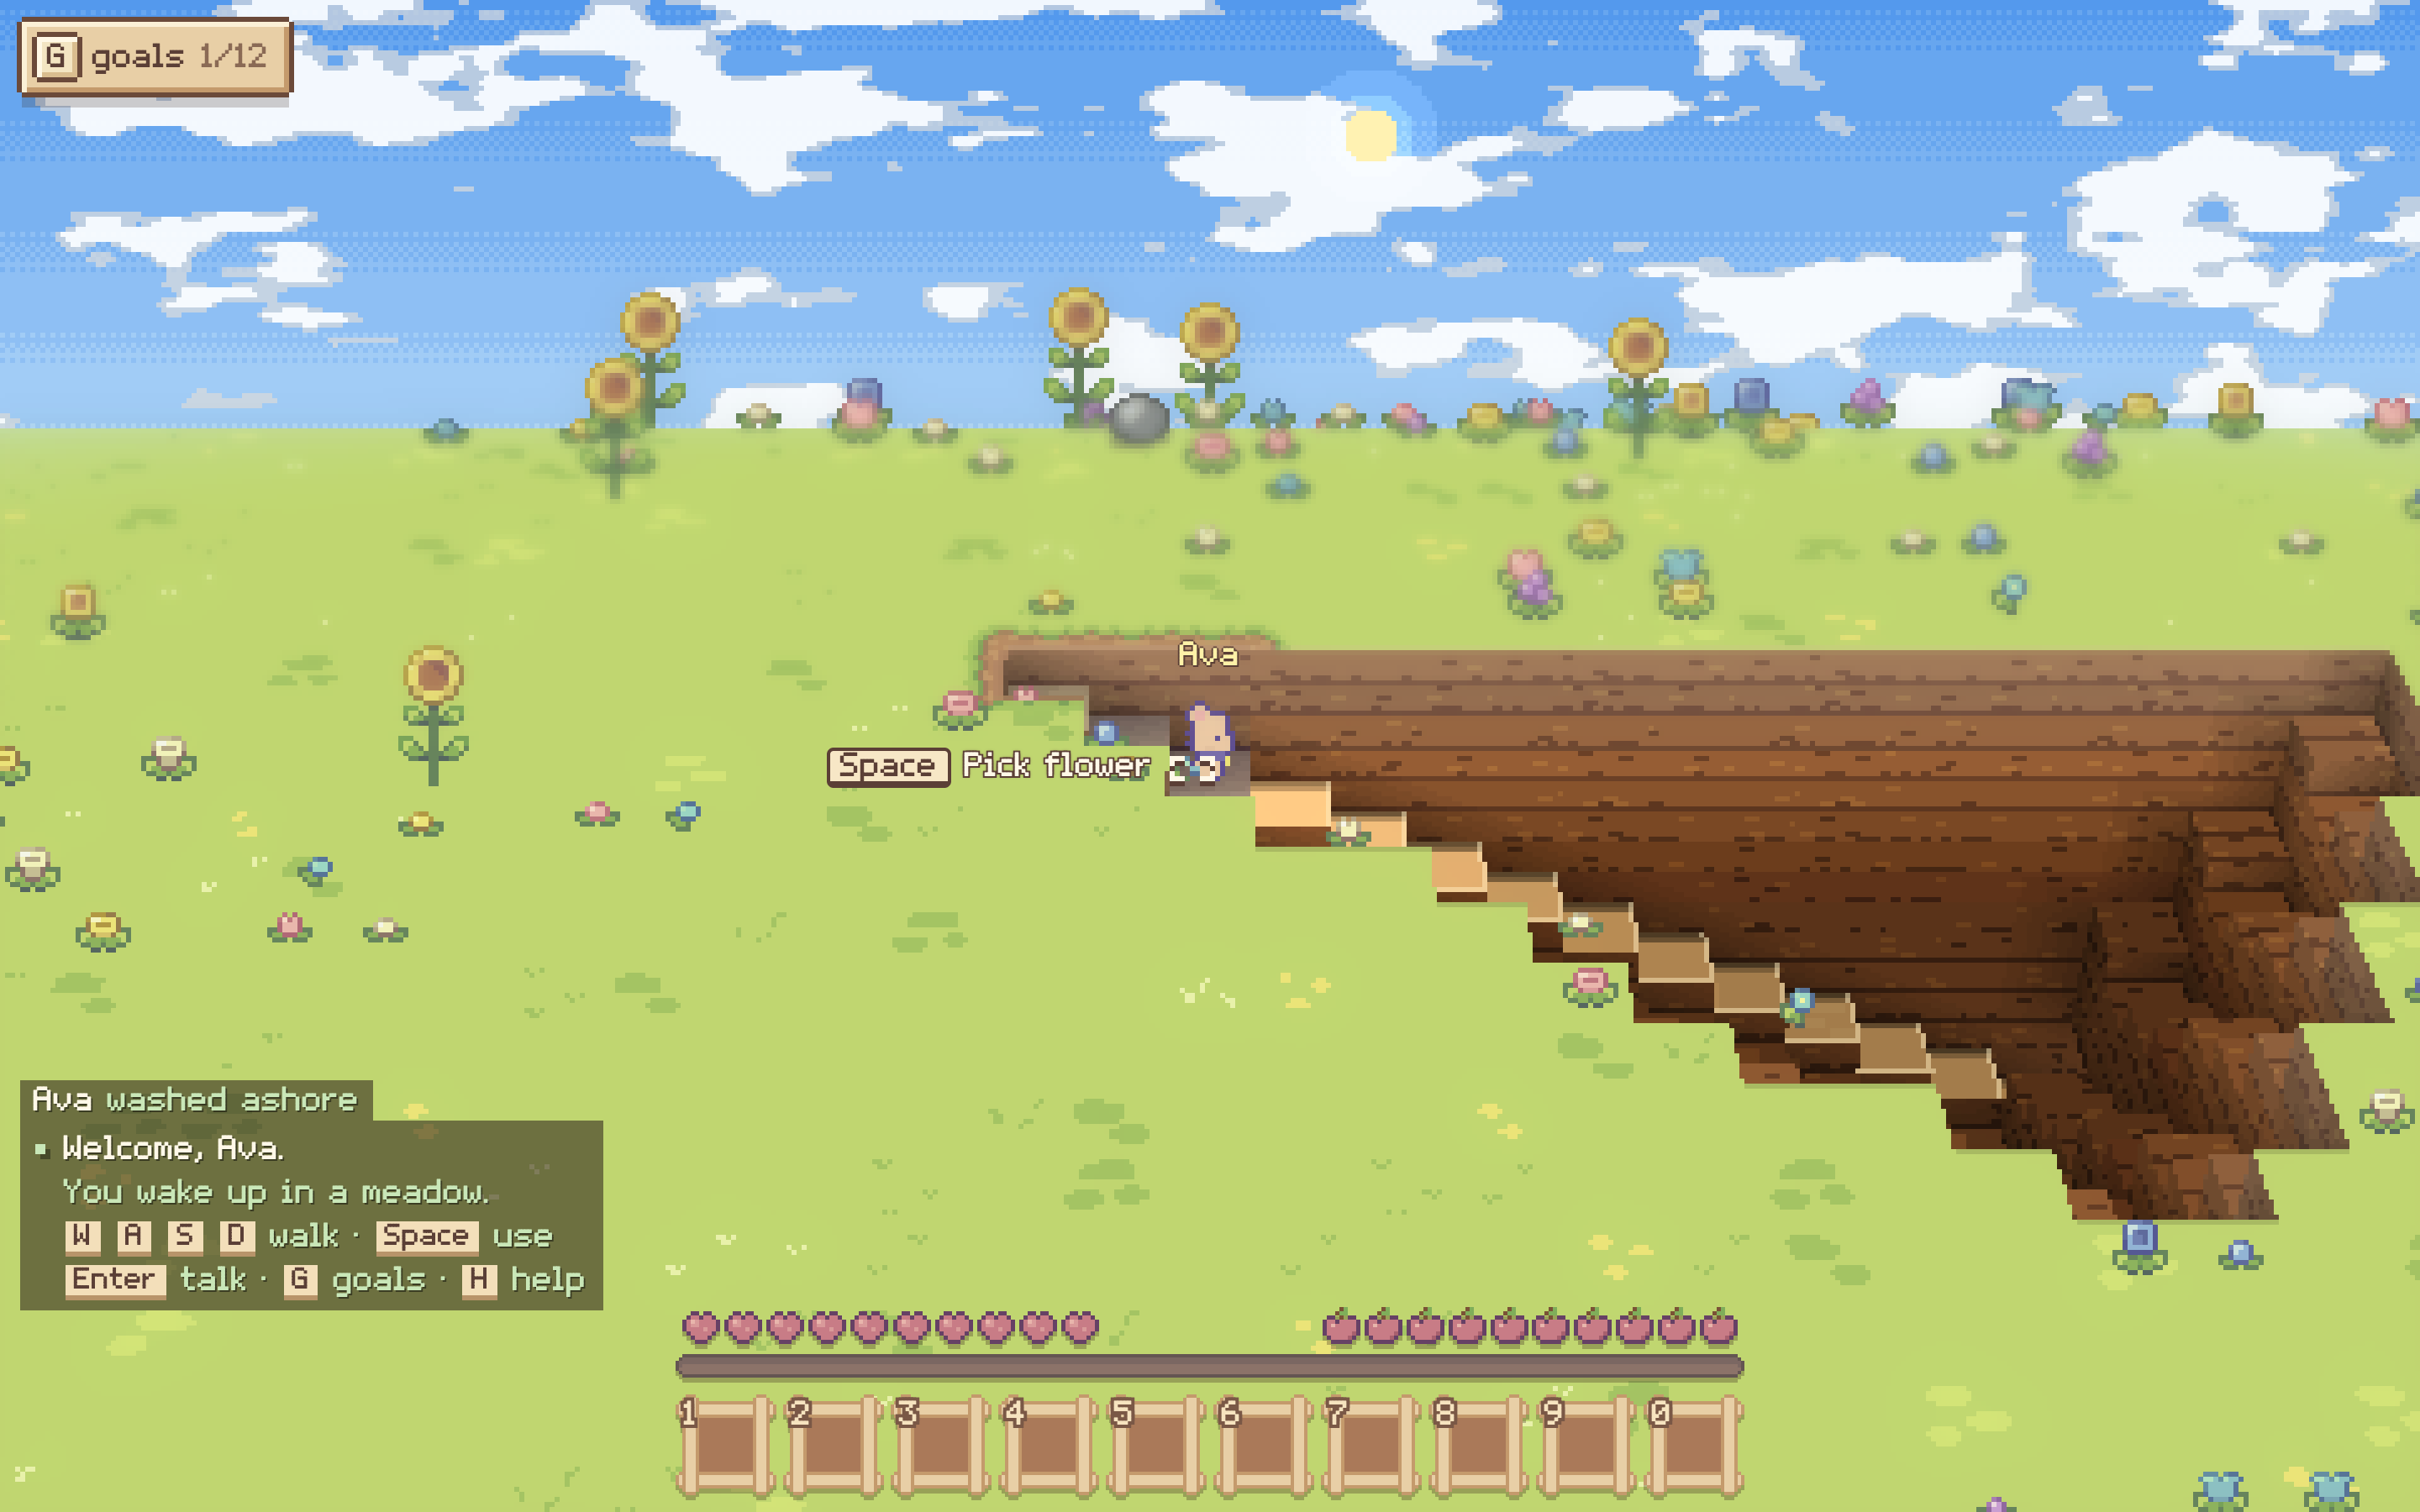 G goals 1/12
Ava
Space Pick flower
Ava washed ashore
Welcome, Ava.
You wake up in a meadow.
W A S D walk · Space use
Enter talk · G goals · H help
1 2 3 4 5 6 7 8 9 0